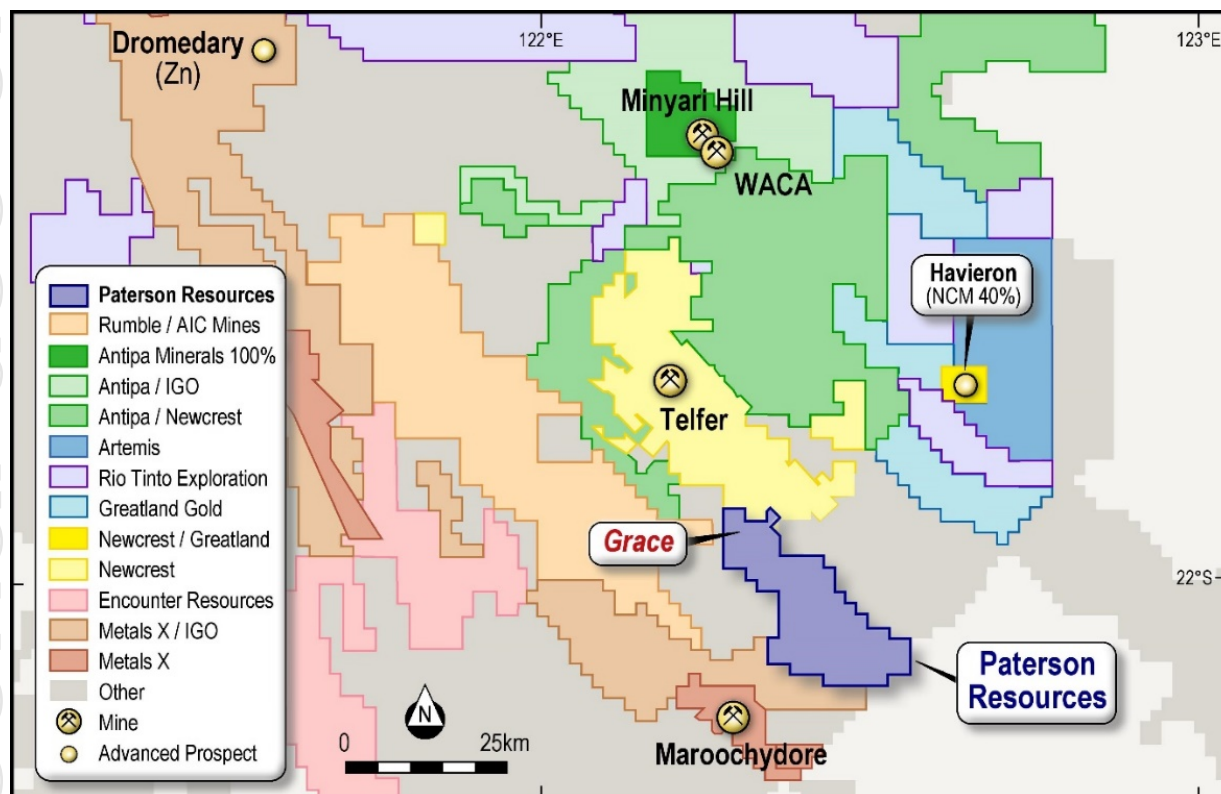 Dromedary
(Zn)
122°E
123°E
Minyari Hill
WACA
Havieron
(NCM 40%)
Telfer
Grace
22°S
Paterson
Resources
Maroochydore
Paterson Resources
Rumble / AIC Mines
Antipa Minerals 100%
Antipa / IGO
Antipa / Newcrest
Artemis
Rio Tinto Exploration
Greatland Gold
Newcrest / Greatland
Newcrest
Encounter Resources
Metals X / IGO
Metals X
Other
Mine
Advanced Prospect
N
0
25km